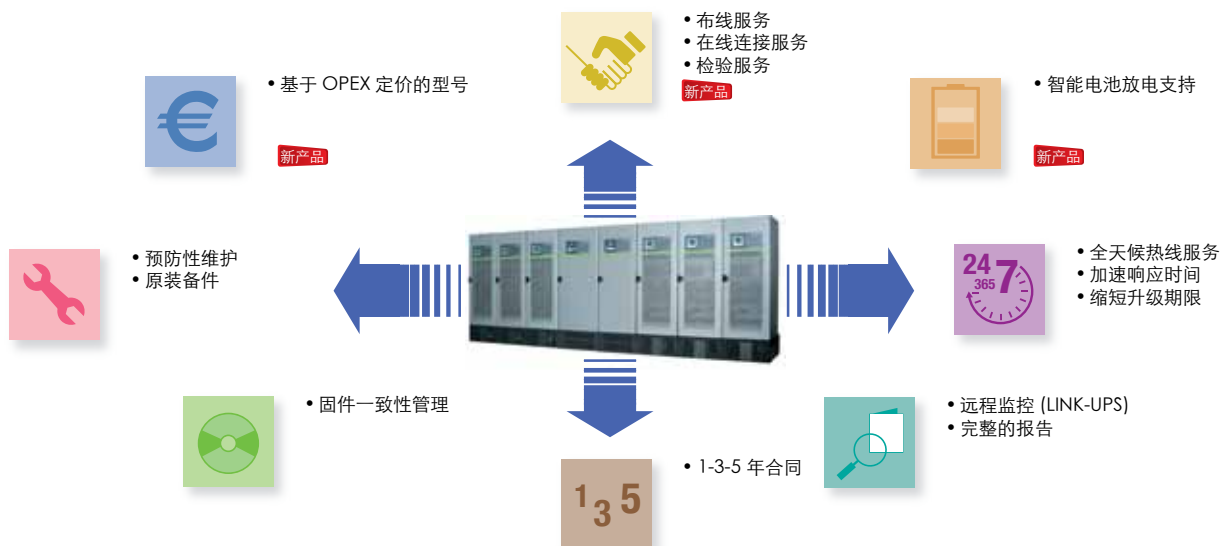 • 布线服务
• 在线连接服务
• 检验服务
新产品
• 基于 OPEX 定价的型号
新产品
• 智能电池放电支持
新产品
• 预防性维护
• 原装备件
24
7
365
• 全天候热线服务
• 加速响应时间
• 缩短升级期限
• 固件一致性管理
• 远程监控 (LINK-UPS)
• 完整的报告
1 3 5
• 1-3-5 年合同